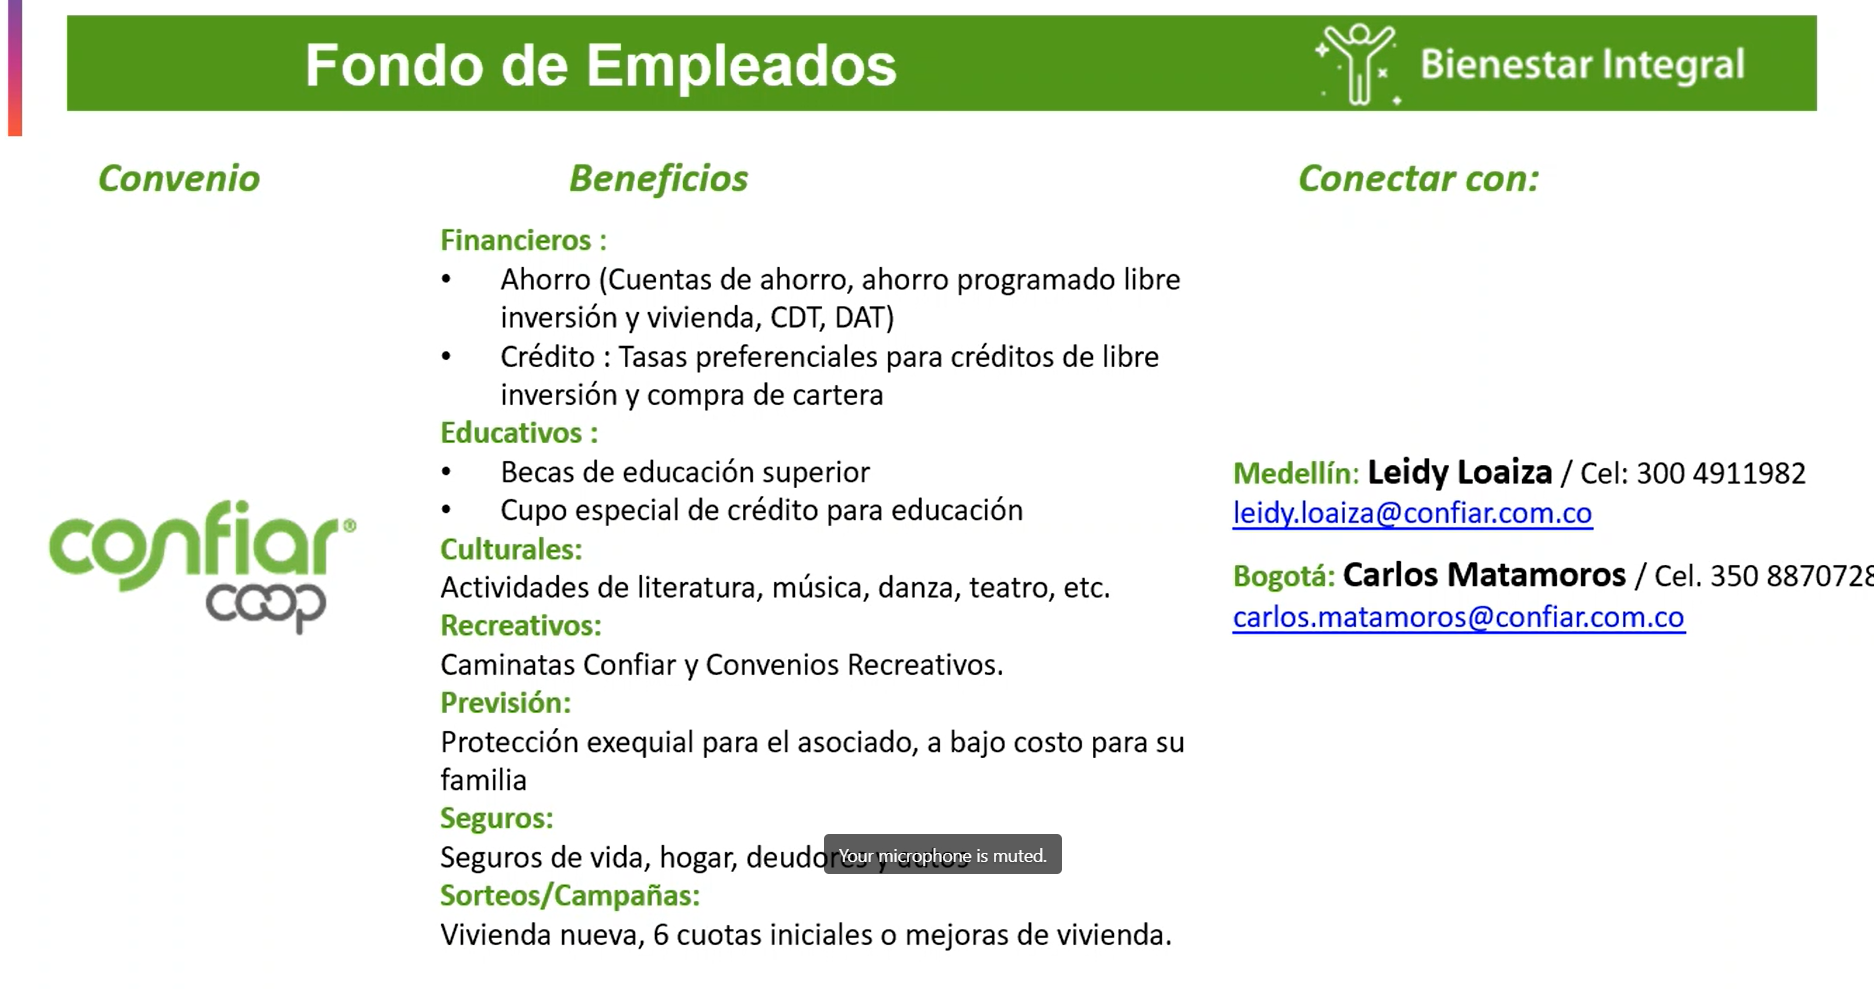 Fondo de Empleados
Bienestar Integral
Convenio
Beneficios
Conectar con:
Financieros :
• Ahorro (Cuentas de ahorro, ahorro programado libre
inversión y vivienda, CDT, DAT)
• Crédito : Tasas preferenciales para créditos de libre
inversión y compra de cartera
Educativos :
• Becas de educación superior
• Cupo especial de crédito para educación
Culturales:
Actividades de literatura, música, danza, teatro, etc.
Recreativos:
Caminatas Confiar y Convenios Recreativos.
Previsión:
Protección exequial para el asociado, a bajo costo para su
familia
Seguros:
Seguros de vida, hogar, deudores y autos
Your microphone is muted.
Sorteos/Campañas:
Vivienda nueva, 6 cuotas iniciales o mejoras de vivienda.
confiar®
coop
Medellín: Leidy Loaiza / Cel: 300 4911982
leidy.loaiza@confiar.com.co
Bogotá: Carlos Matamoros / Cel. 350 8870728
carlos.matamoros@confiar.com.co